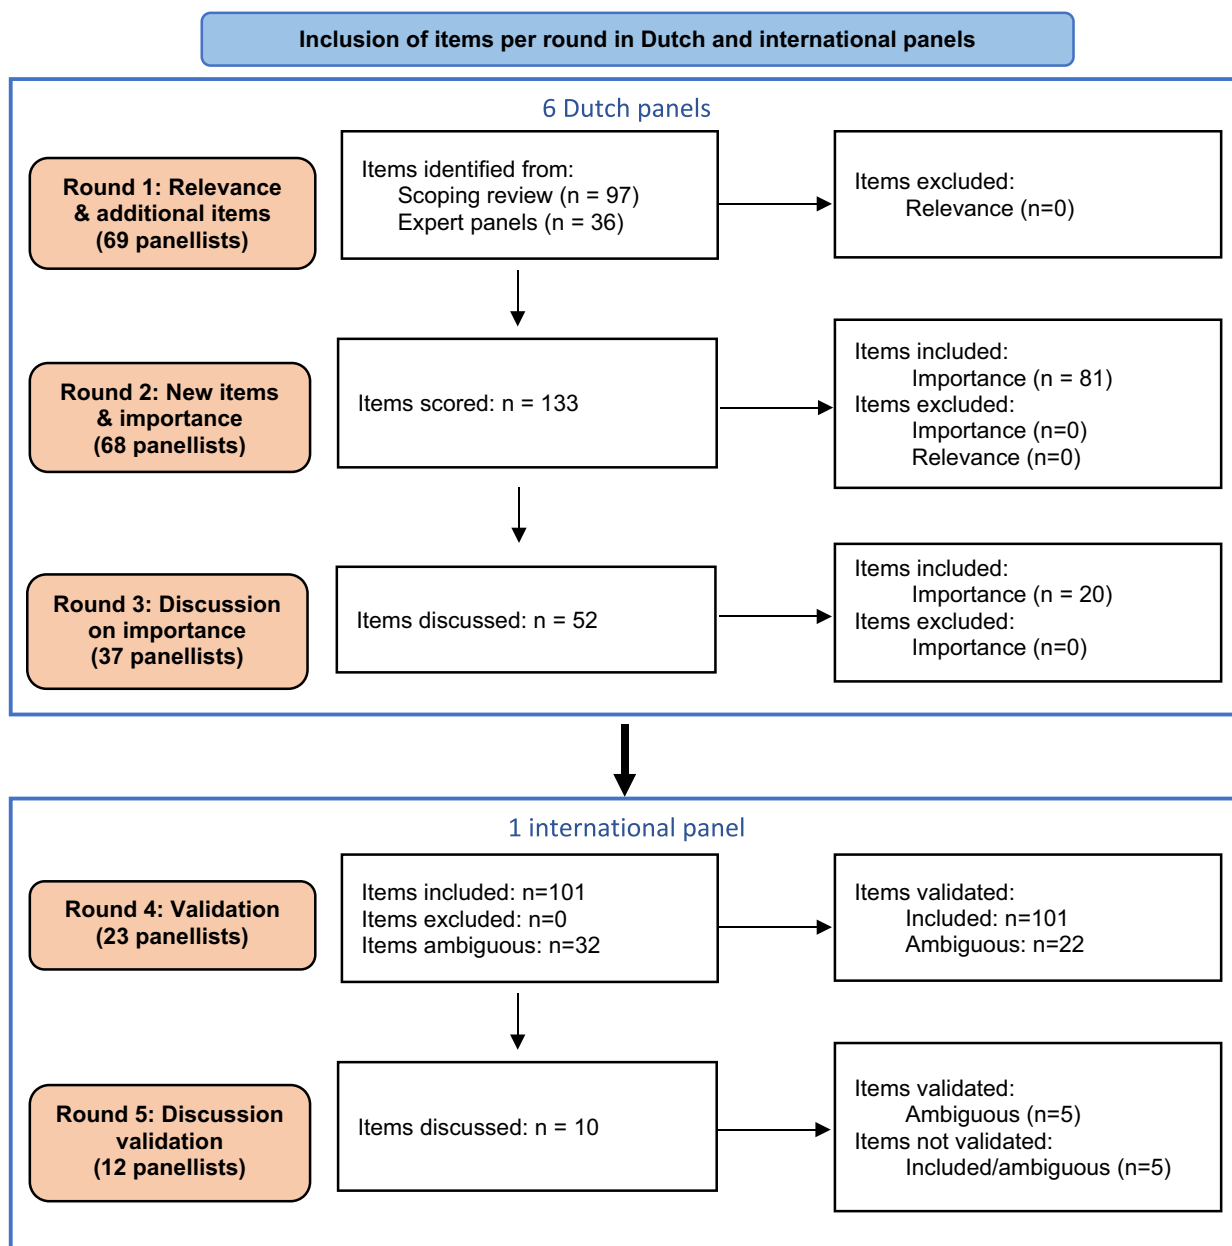 Inclusion of items per round in Dutch and international panels
6 Dutch panels
Round 1: Relevance
& additional items
(69 panellists)
Items identified from:
Scoping review (n = 97)
Expert panels (n = 36)
Items excluded:
Relevance (n=0)
Round 2: New items
& importance
(68 panellists)
Items scored: n = 133
Items included:
Importance (n = 81)
Items excluded:
Importance (n=0)
Relevance (n=0)
Round 3: Discussion
on importance
(37 panellists)
Items discussed: n = 52
Items included:
Importance (n = 20)
Items excluded:
Importance (n=0)
1 international panel
Round 4: Validation
(23 panellists)
Items included: n=101
Items excluded: n=0
Items ambiguous: n=32
Items validated:
Included: n=101
Ambiguous: n=22
Round 5: Discussion
validation
(12 panellists)
Items discussed: n = 10
Items validated:
Ambiguous (n=5)
Items not validated:
Included/ambiguous (n=5)